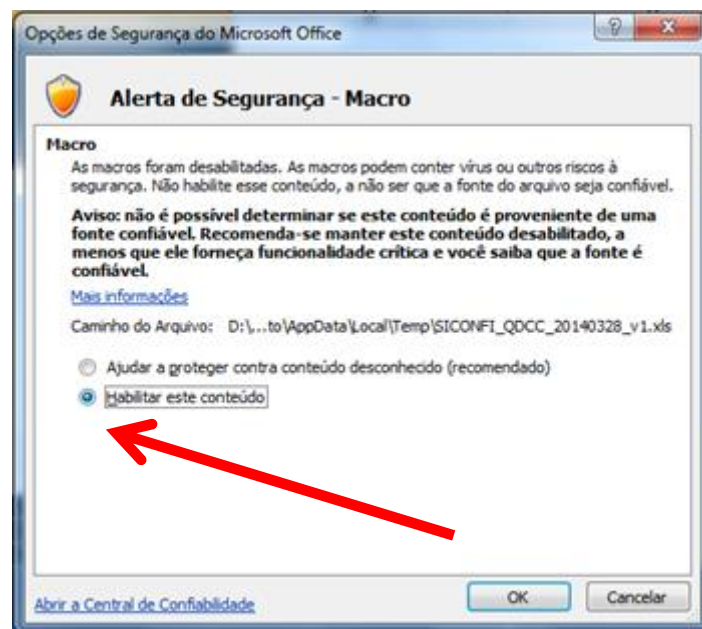 Opções de Segurança do Microsoft Office
Alerta de Segurança - Macro
Macro
As macros foram desabilitadas. As macros podem conter vírus ou outros riscos à
segurança. Não habilite esse conteúdo, a não ser que a fonte do arquivo seja confiável.
Aviso: não é possível determinar se este conteúdo é proveniente de uma
fonte confiável. Recomenda-se manter este conteúdo desabilitado, a
menos que ele forneça funcionalidade crítica e você saiba que a fonte é
confiável.
Mais informações
Caminho do Arquivo: D:\...to\AppData\Local\Temp\SICONFI_QDCC_20140328_v1.xls
Ajudar a proteger contra conteúdo desconhecido (recomendado)
Habilitar este conteúdo
Abrir a Central de Confiabilidade
OK
Cancelar